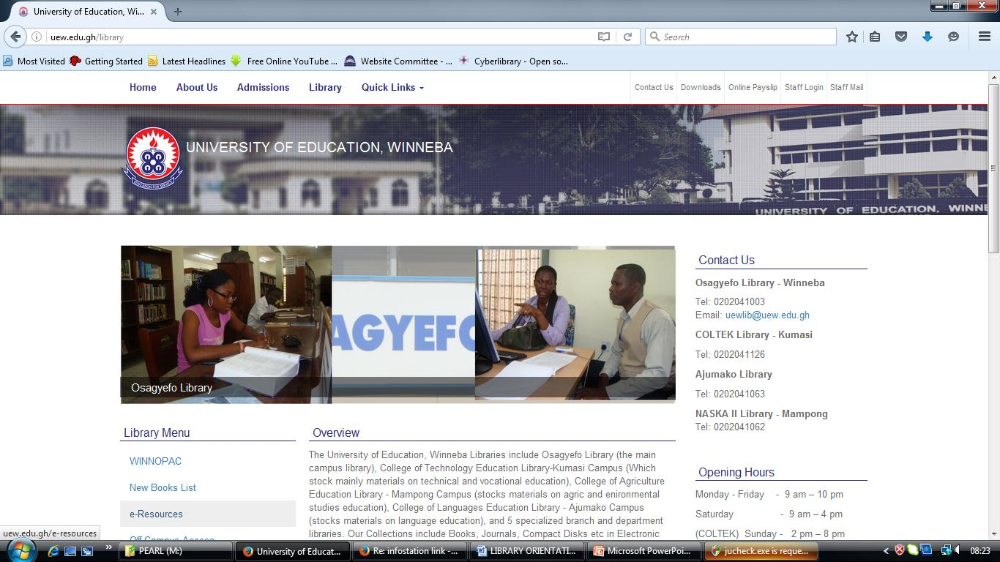 University of Education, Wi...
uew.edu.gh/library
Search
Most Visited
Getting Started
Latest Headlines
Free Online YouTube ...
Website Committee - ...
Cyberlibrary - Open so...
Home
About Us
Admissions
Library
Quick Links
Contact Us
Downloads
Online Payslip
Staff Login
Staff Mail
EDUCATION FOR SERVICE
UNIVERSITY OF EDUCATION, WINNEBA
UNIVERSITY OF EDUCATION, WINNE
AGYEF
Osagyefo Library
Library Menu
WINNOPAC
New Books List
e-Resources
Off Campus Access
Overview
The University of Education, Winneba Libraries include Osagyefo Library (the main
campus library), College of Technology Education Library-Kumasi Campus (Which
stock mainly materials on technical and vocational education), College of Agriculture
Education Library - Mampong Campus (stocks materials on agric and enironmental
studies education), College of Languages Education Library - Ajumako Campus
(stocks materials on language education), and 5 specialized branch and department
libraries. Our Collections include Books, Journals, Compact Disks etc in Electronic
Contact Us
Osagyefo Library - Winneba
Tel: 0202041003
Email: uewlib@uew.edu.gh
COLTEK Library - Kumasi
Tel: 0202041126
Ajumako Library
Tel: 0202041063
NASKA II Library - Mampong
Tel: 0202041062
Opening Hours
Monday - Friday - 9 am – 10 pm
Saturday - 9 am – 4 pm
(COLTEK) Sunday - 2 pm – 8 pm
uew.edu.gh/e-resources
PEARL (M:)
University of Educat...
Re: infostation link -...
LIBRARY ORIENTATI...
Microsoft PowerPoi...
jucheck.exe is reque...
08:23